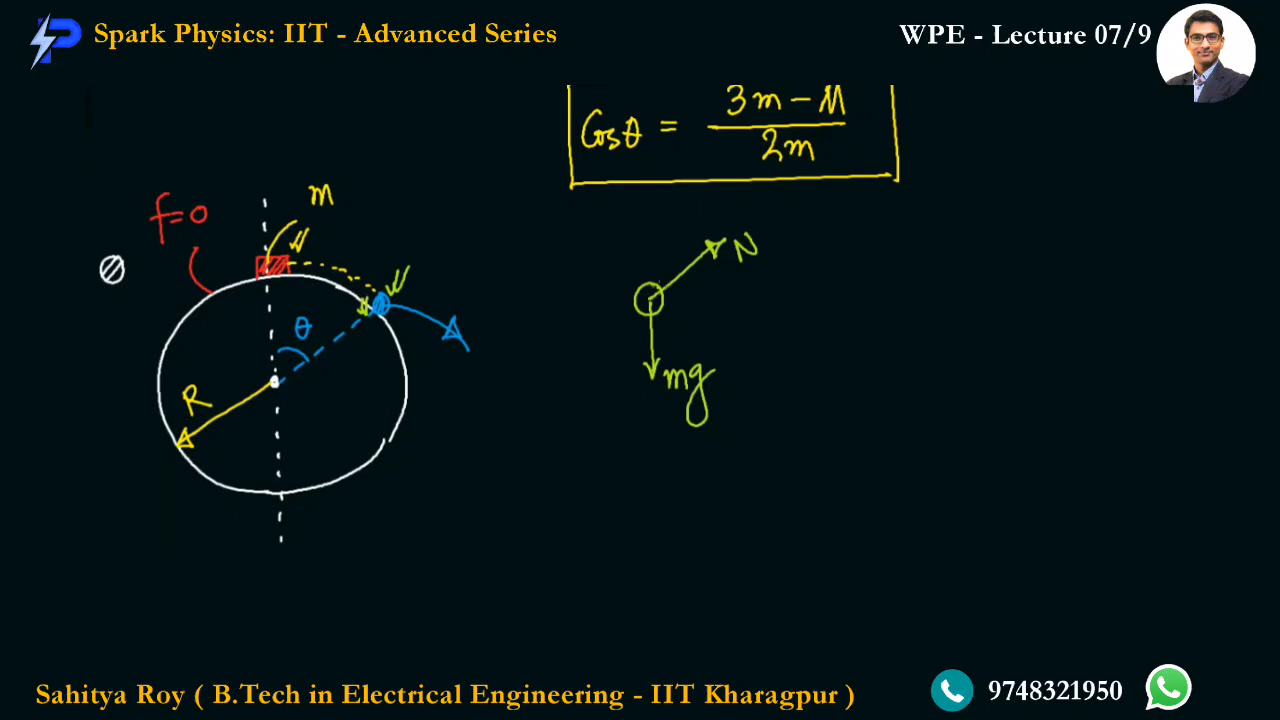 Spark Physics: IIT - Advanced Series
WPE - Lecture 07/9
Cosθ = 3m - M
2m
m
f=0
N
θ
mg
R
Sahitya Roy ( B.Tech in Electrical Engineering - IIT Kharagpur )
9748321950